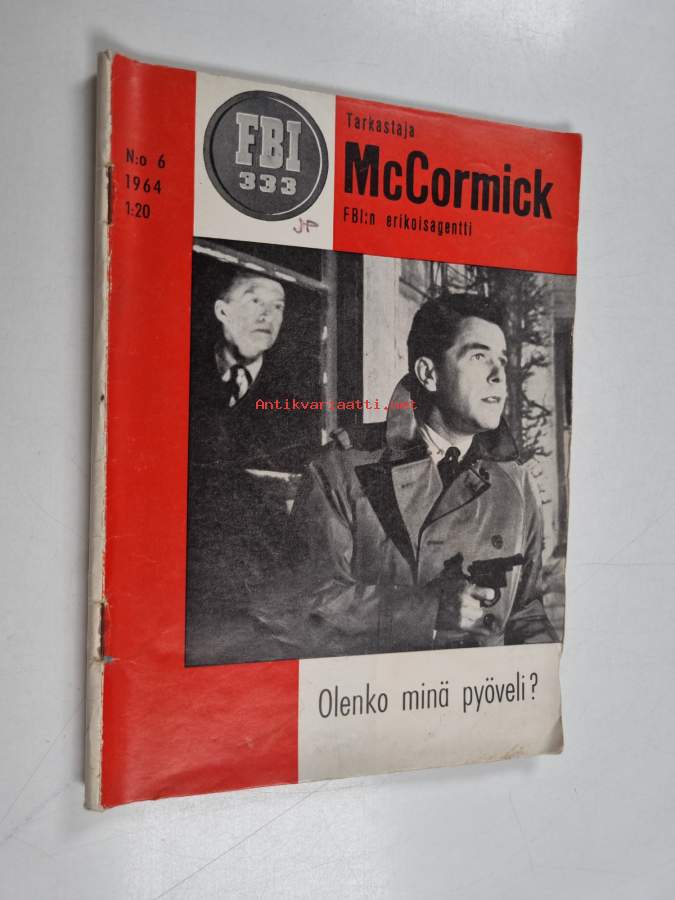 N:o 6
1964
1:20
FBI
333
JP
Tarkastaja
McCormick
FBI:n erikoisagentti
Antikvariaatti.net
Olenko minä pyöveli?